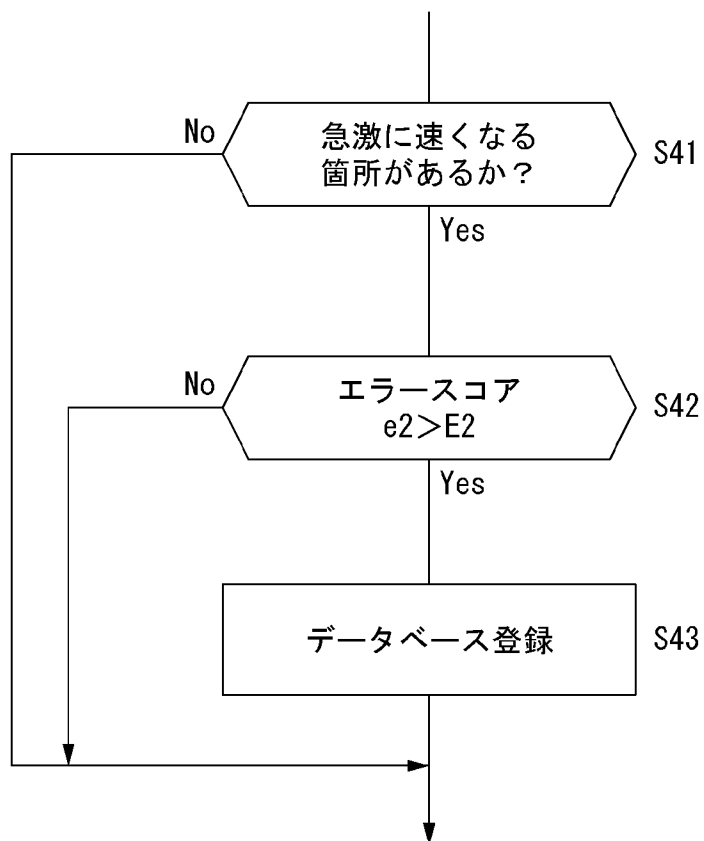 急激に速くなる
箇所があるか？
No
S41
Yes
エラースコア
e2＞E2
No
S42
Yes
データベース登録
S43